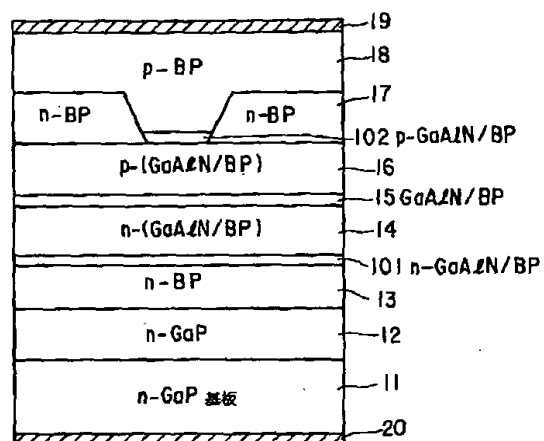 19
18
p-BP
n-BP n-BP 17
102 p-GaAlN/BP
p-(GaAlN/BP) 16
15 GaAlN/BP
n-(GaAlN/BP) 14
101 n-GaAlN/BP
n-BP
13
n-GaP 12
11
n-GaP 基板
20